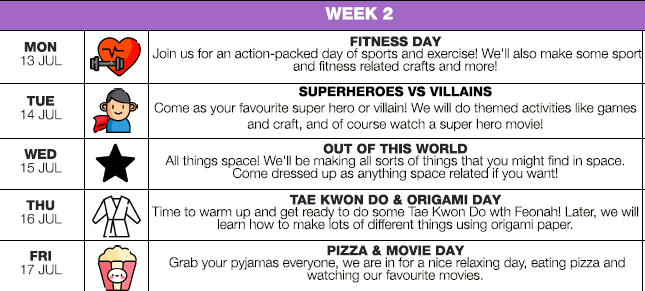 WEEK 2
MON
13 JUL
FITNESS DAY
Join us for an action-packed day of sports and exercise! We'll also make some sport
and fitness related crafts and more!
TUE
14 JUL
SUPERHEROES VS VILLAINS
Come as your favourite super hero or villain! We will do themed activities like games
and craft, and of course watch a super hero movie!
WED
15 JUL
OUT OF THIS WORLD
All things space! We'll be making all sorts of things that you might find in space.
Come dressed up as anything space related if you want!
THU
16 JUL
TAE KWON DO & ORIGAMI DAY
Time to warm up and get ready to do some Tae Kwon Do wth Feonah! Later, we will
learn how to make lots of different things using origami paper.
FRI
17 JUL
PIZZA & MOVIE DAY
Grab your pyjamas everyone, we are in for a nice relaxing day, eating pizza and
watching our favourite movies.